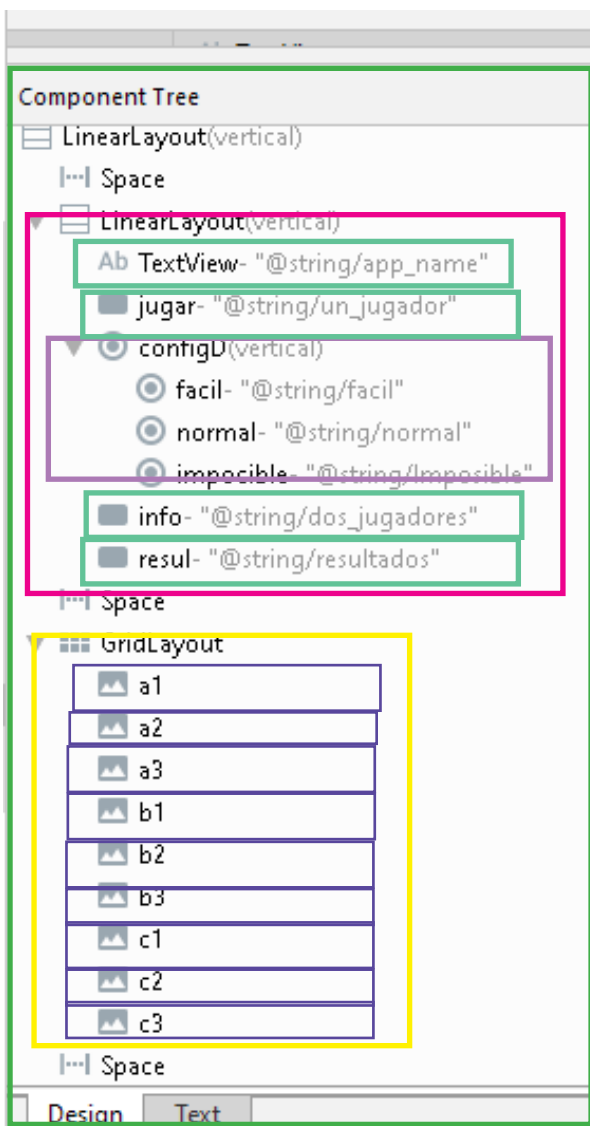 Component Tree
LinearLayout(vertical)
Space
LinearLayout(vertical)
Ab TextView- "@string/app_name"
jugar- "@string/un_jugador"
configD(vertical)
facil- "@string/facil"
normal- "@string/normal"
impocible- "@string/Imposible"
info- "@string/dos_jugadores"
resul- "@string/resultados"
Space
GridLayout
a1
a2
a3
b1
b2
b3
c1
c2
c3
Space
Design Text